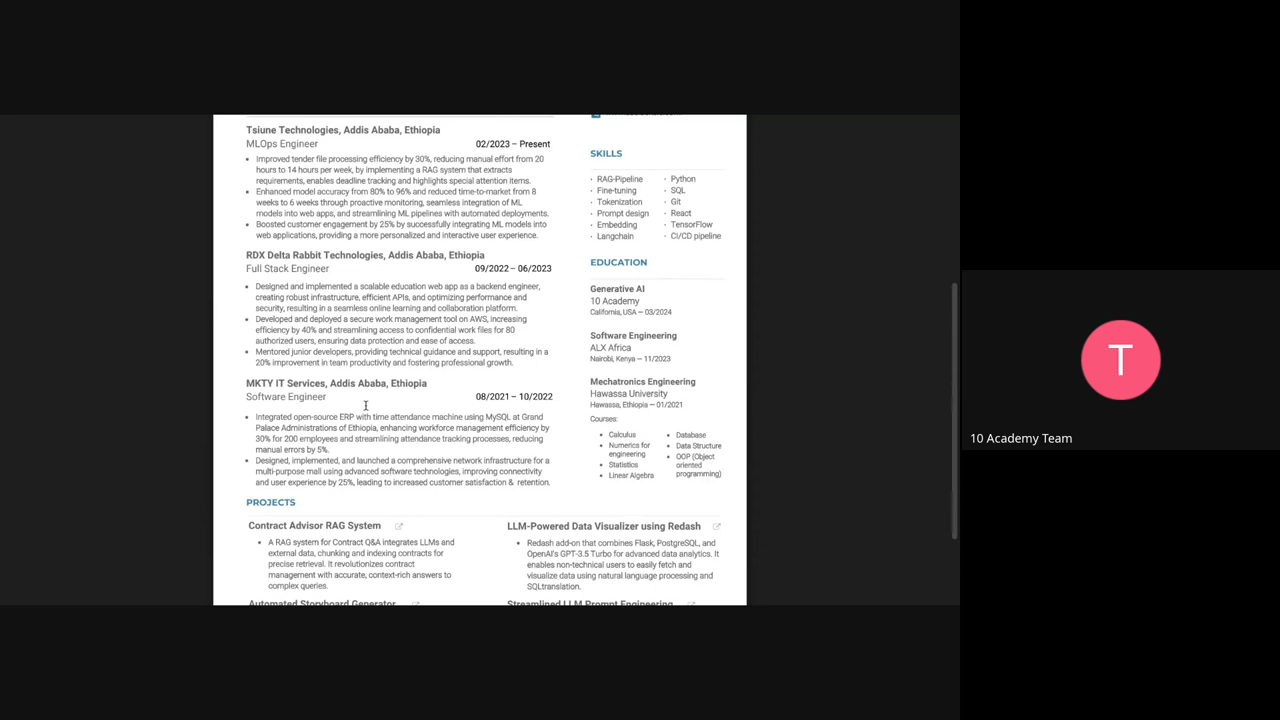 Tsiune Technologies, Addis Ababa, Ethiopia
MLOps Engineer 02/2023 – Present
• Improved tender file processing efficiency by 30%, reducing manual effort from 20
hours to 14 hours per week, by implementing a RAG system that extracts
requirements, enables deadline tracking and highlights special attention items.
• Enhanced model accuracy from 80% to 96% and reduced time-to-market from 8
weeks to 6 weeks through proactive monitoring, seamless integration of ML
models into web apps, and streamlining ML pipelines with automated deployments.
• Boosted customer engagement by 25% by successfully integrating ML models into
web applications, providing a more personalized and interactive user experience.
RDX Delta Rabbit Technologies, Addis Ababa, Ethiopia
Full Stack Engineer 09/2022 – 06/2023
• Designed and implemented a scalable education web app as a backend engineer,
creating robust infrastructure, efficient APIs, and optimizing performance and
security, resulting in a seamless online learning and collaboration platform.
• Developed and deployed a secure work management tool on AWS, increasing
efficiency by 40% and streamlining access to confidential work files for 80
authorized users, ensuring data protection and ease of access.
• Mentored junior developers, providing technical guidance and support, resulting in a
20% improvement in team productivity and fostering professional growth.
MKTY IT Services, Addis Ababa, Ethiopia
Software Engineer 08/2021 – 10/2022
• Integrated open-source ERP with time attendance machine using MySQL at Grand
Palace Administrations of Ethiopia, enhancing workforce management efficiency by
30% for 200 employees and streamlining attendance tracking processes, reducing
manual errors by 5%.
• Designed, implemented, and launched a comprehensive network infrastructure for a
multi-purpose mall using advanced software technologies, improving connectivity
and user experience by 25%, leading to increased customer satisfaction & retention.
SKILLS
· RAG-Pipeline · Python
· Fine-tuning · SQL
· Tokenization · Git
· Prompt design · React
· Embedding · TensorFlow
· Langchain · CI/CD pipeline
EDUCATION
Generative AI
10 Academy
California, USA — 03/2024
Software Engineering
ALX Africa
Nairobi, Kenya — 11/2023
Mechatronics Engineering
Hawassa University
Hawassa, Ethiopia — 01/2021
Courses:
• Calculus
• Numerics for
engineering
• Statistics
• Linear Algebra
• Database
• Data Structure
• OOP (Object
oriented
programming)
PROJECTS
Contract Advisor RAG System
• A RAG system for Contract Q&A integrates LLMs and
external data, chunking and indexing contracts for
precise retrieval. It revolutionizes contract
management with accurate, context-rich answers to
complex queries.
LLM-Powered Data Visualizer using Redash
• Redash add-on that combines Flask, PostgreSQL, and
OpenAI's GPT-3.5 Turbo for advanced data analytics. It
enables non-technical users to easily fetch and
visualize data using natural language processing and
SQLtranslation.
Automated Storyboard Generator
Streamlined LLM Prompt Engineering
T
10 Academy Team